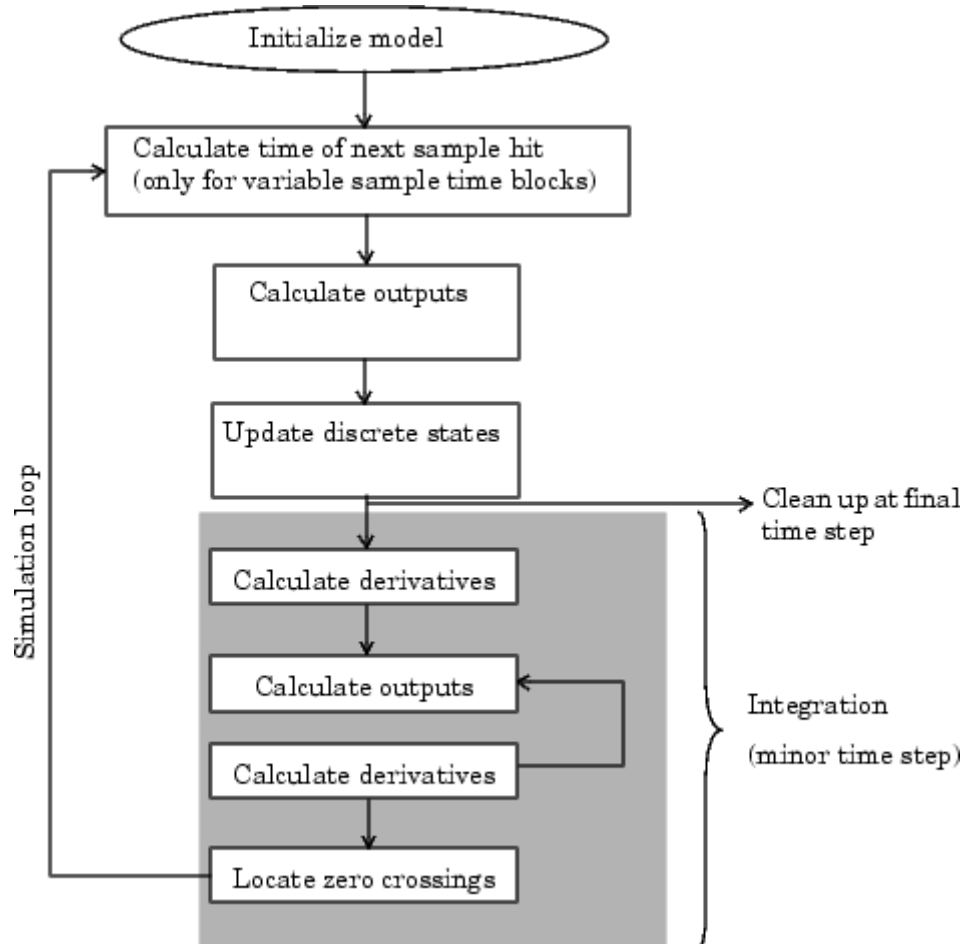 Initialize model
Calculate time of next sample hit
(only for variable sample time blocks)
Calculate outputs
Update discrete states
Clean up at final
time step
Simulation loop
Calculate derivatives
Calculate outputs
Integration
(minor time step)
Calculate derivatives
Locate zero crossings